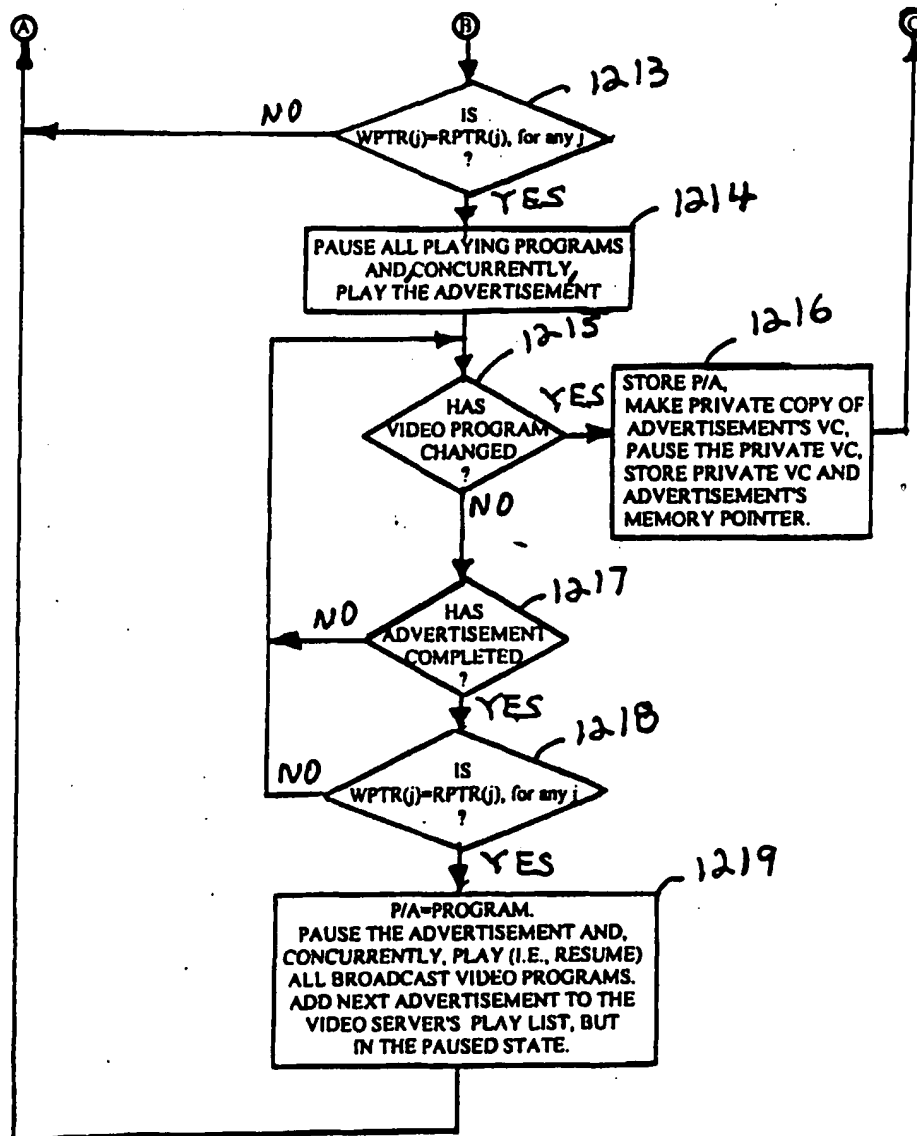 A B C
1213
NO
IS
WPTR(j)=RPTR(j), for any j
?
YES
1214
PAUSE ALL PLAYING PROGRAMS
AND, CONCURRENTLY,
PLAY THE ADVERTISEMENT
1215
HAS
VIDEO PROGRAM
CHANGED
?
YES
1216
STORE P/A,
MAKE PRIVATE COPY OF
ADVERTISEMENT'S VC,
PAUSE THE PRIVATE VC,
STORE PRIVATE VC AND
ADVERTISEMENT'S
MEMORY POINTER.
NO
1217
NO
HAS
ADVERTISEMENT
COMPLETED
?
YES
1218
NO
IS
WPTR(j)=RPTR(j), for any j
?
YES
1219
P/A=PROGRAM.
PAUSE THE ADVERTISEMENT AND,
CONCURRENTLY, PLAY (I.E., RESUME)
ALL BROADCAST VIDEO PROGRAMS.
ADD NEXT ADVERTISEMENT TO THE
VIDEO SERVER'S PLAY LIST, BUT
IN THE PAUSED STATE.